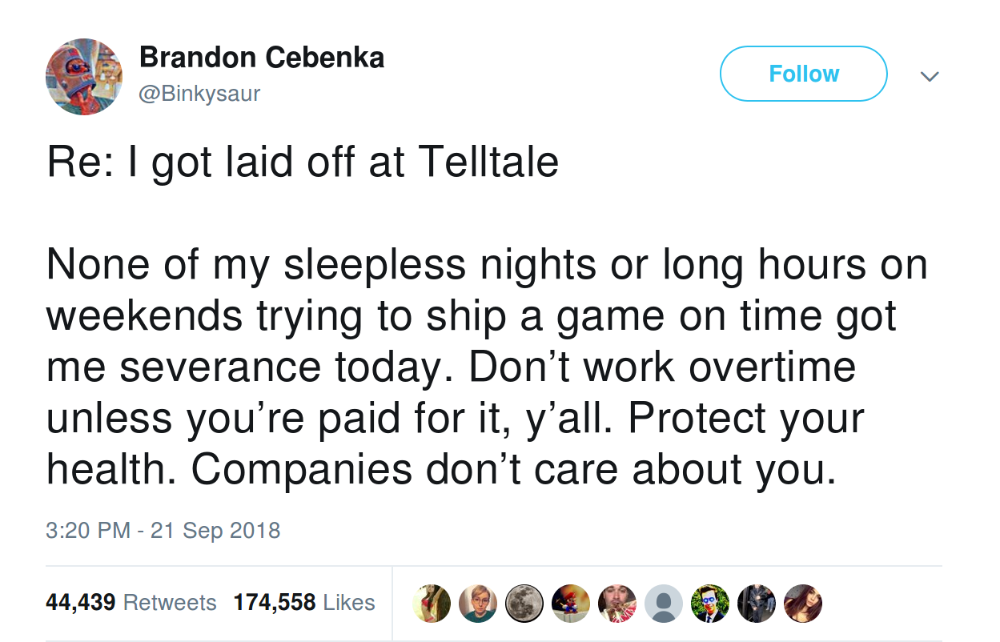 Brandon Cebenka
@Binkysaur
Follow
Re: I got laid off at Telltale
None of my sleepless nights or long hours on
weekends trying to ship a game on time got
me severance today. Don’t work overtime
unless you’re paid for it, y’all. Protect your
health. Companies don’t care about you.
3:20 PM - 21 Sep 2018
44,439 Retweets 174,558 Likes